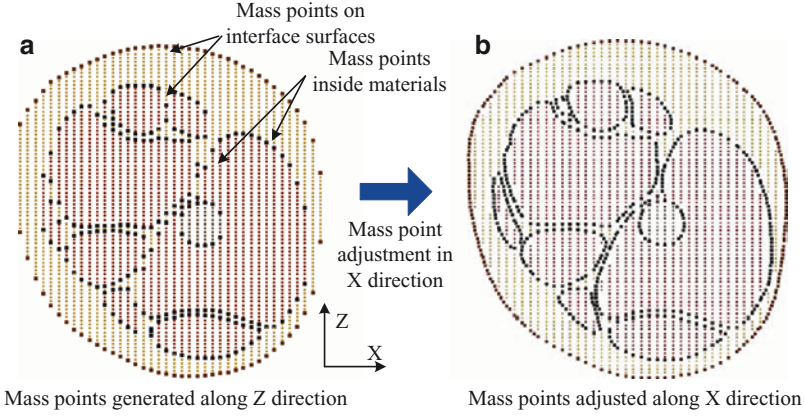 Mass points on
interface surfaces
a
Mass points
inside materials
b
Mass point
adjustment in
X direction
Z
X
Mass points generated along Z direction
Mass points adjusted along X direction